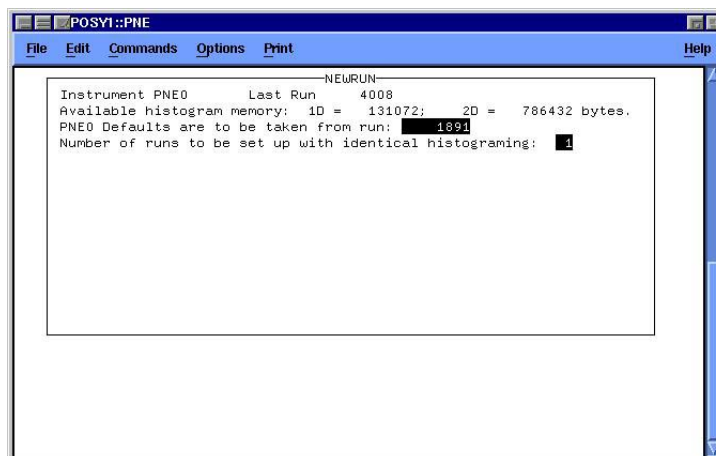 POSY1::PNE
File Edit Commands Options Print Help
NEWRUN
Instrument PNE0 Last Run 4008
Available histogram memory: 1D = 131072; 2D = 786432 bytes.
PNE0 Defaults are to be taken from run: 1891
Number of runs to be set up with identical histograming: 1